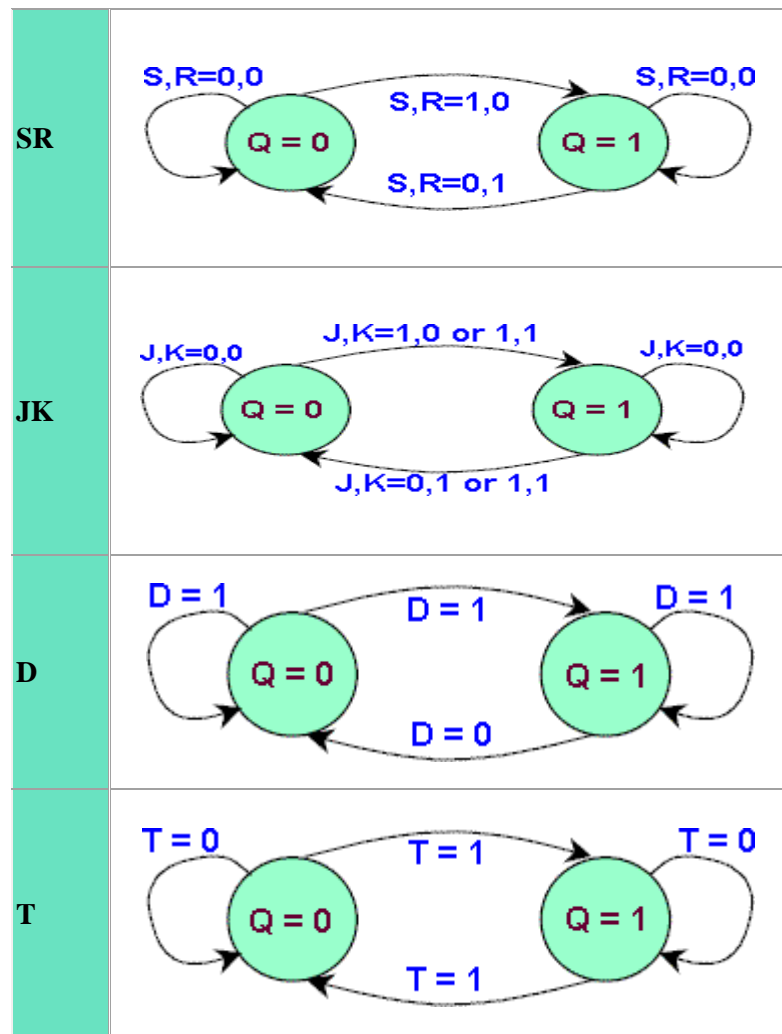 SR
S,R=0,0
S,R=0,0
S,R=1,0
Q = 0
Q = 1
S,R=0,1
JK
J,K=1,0 or 1,1
J,K=0,0
J,K=0,0
Q = 0
Q = 1
J,K=0,1 or 1,1
D
D = 1
D = 1
D = 1
Q = 0
Q = 1
D = 0
T
T = 0
T = 0
T = 1
Q = 0
Q = 1
T = 1